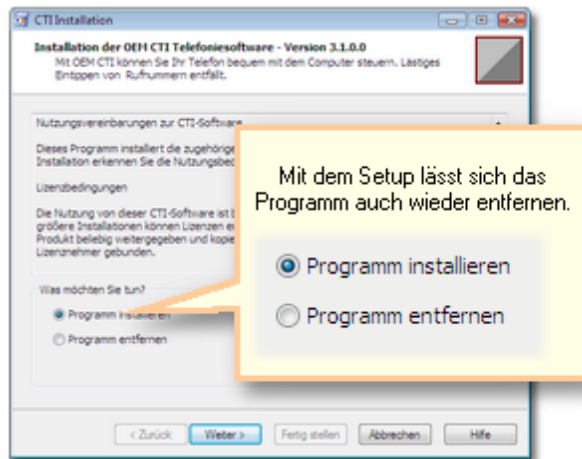 CTI Installation
Installation der OEM CTI Telefoniesoftware - Version 3.1.0.0
Mit OEM CTI können Sie Ihr Telefon bequem mit dem Computer steuern. Lästiges
Eintippen von Rufnummern entfällt.
Nutzungsvereinbarungen zur CTI-Software
Dieses Programm installiert die zugehörige
Installation erkennen Sie die
Lizenzbedingungen
Die Nutzung von dieser CTI-Software ist
größere Installationen können Lizenzen
Produkt beliebig weitergegeben und
Lizenznehmer gebunden.
Was möchten Sie tun?
Programm installieren
Programm entfernen
Mit dem Setup lässt sich das
Programm auch wieder entfernen.
Programm installieren
Programm entfernen
< Zurück
Weiter >
Fertig stellen
Abbrechen
Hilfe